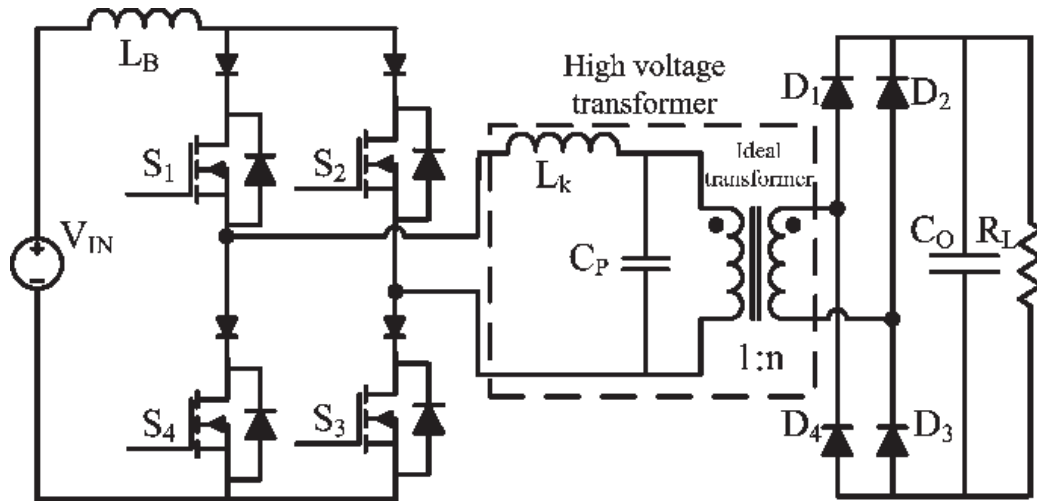 L_B
S_1
S_2
S_4
S_3
V_IN
High voltage
transformer
L_k
C_P
Ideal
transformer
1:n
D_1
D_2
D_4
D_3
C_O
R_L